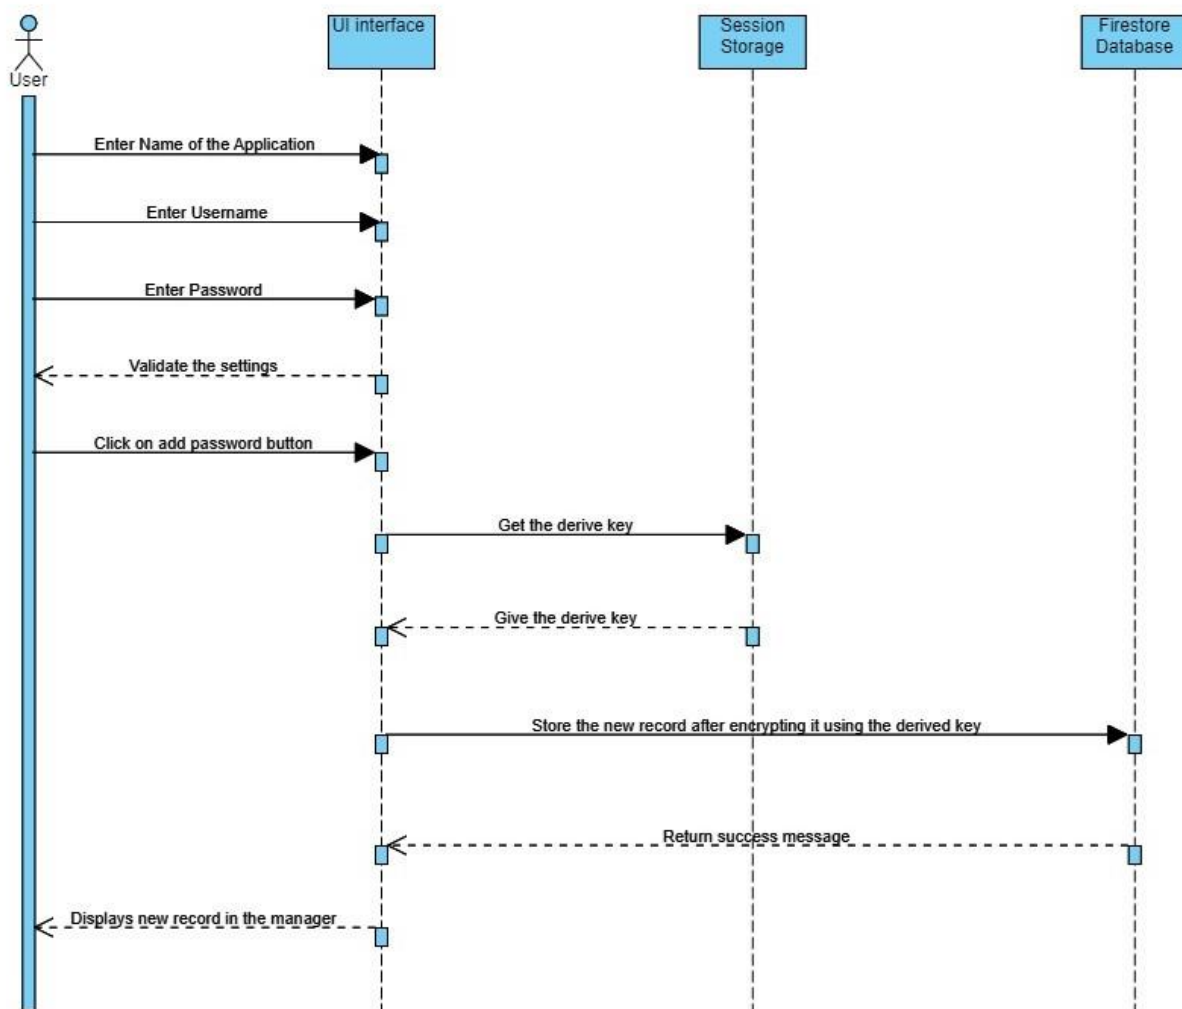 UI interface
Session
Storage
Firestore
Database
User
Enter Name of the Application
Enter Username
Enter Password
Validate the settings
Click on add password button
Get the derive key
Give the derive key
Store the new record after encrypting it using the derived key
Return success message
Displays new record in the manager